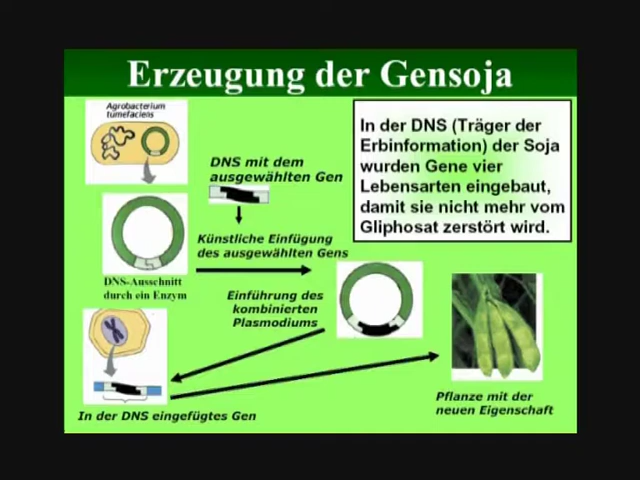 Erzeugung der Gensoja
Agrobacterium
tumefaciens
In der DNS (Träger der
Erbinformation) der Soja
wurden Gene vier
Lebensarten eingebaut,
damit sie nicht mehr vom
Gliphosat zerstört wird.
DNS mit dem
ausgewählten Gen
Künstliche Einfügung
des ausgewählten Gens
DNS-Ausschnitt
durch ein Enzym
Einführung des
kombinierten
Plasmodiums
Pflanze mit der
neuen Eigenschaft
In der DNS eingefügtes Gen